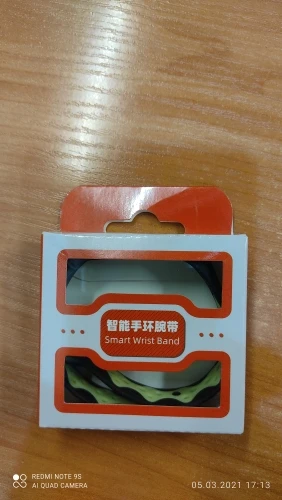 智能手环腕带
Smart Wrist Band
REDMI NOTE 9S
AI QUAD CAMERA
05.03.2021 17:13